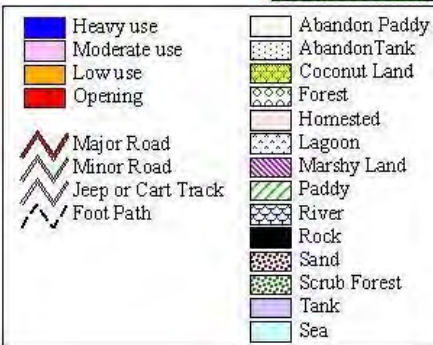 Heavy use
Moderate use
Low use
Opening
Major Road
Minor Road
Jeep or Cart Track
Foot Path
Abandon Paddy
AbandonTank
Coconut Land
Forest
Homested
Lagoon
Marshy Land
Paddy
River
Rock
Sand
Scrub Forest
Tank
Sea